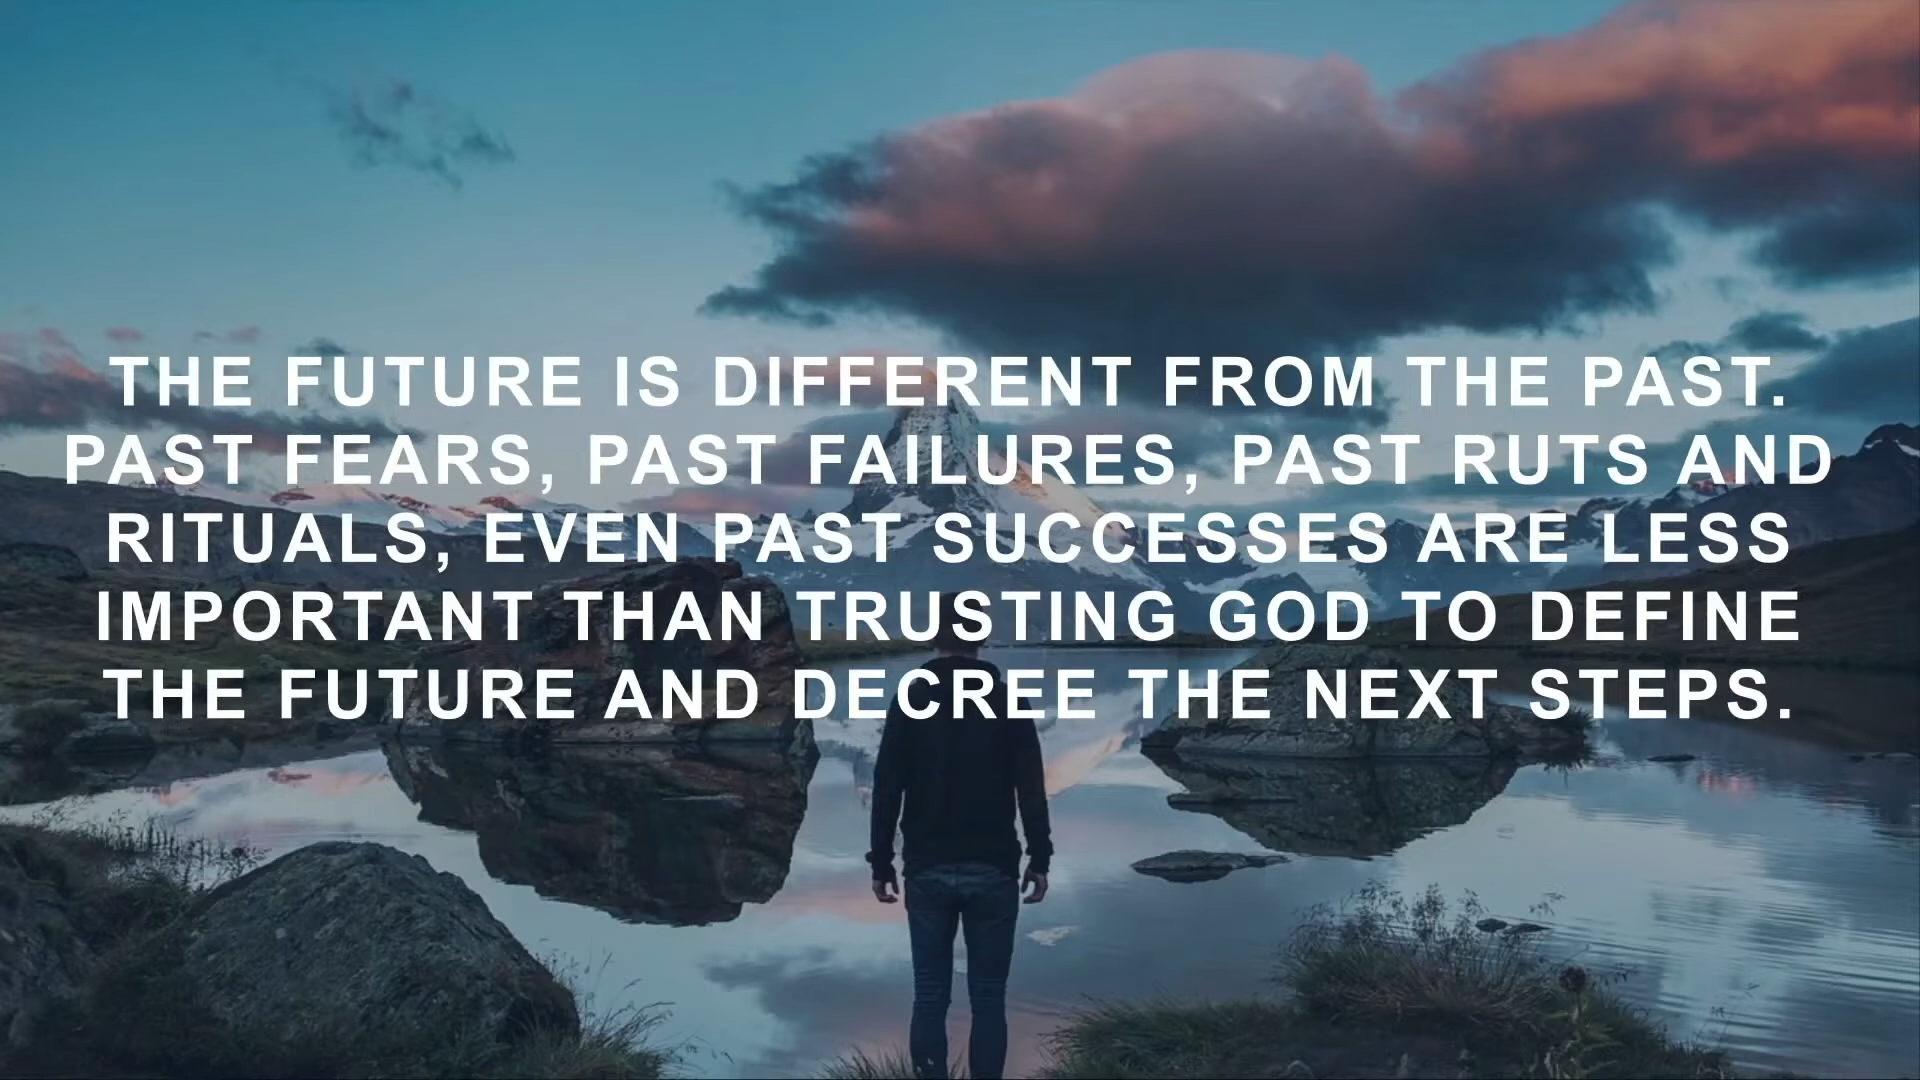 THE FUTURE IS DIFFERENT FROM THE PAST.
PAST FEARS, PAST FAILURES, PAST RUTS AND
RITUALS, EVEN PAST SUCCESSES ARE LESS
IMPORTANT THAN TRUSTING GOD TO DEFINE
THE FUTURE AND DECREE THE NEXT STEPS.